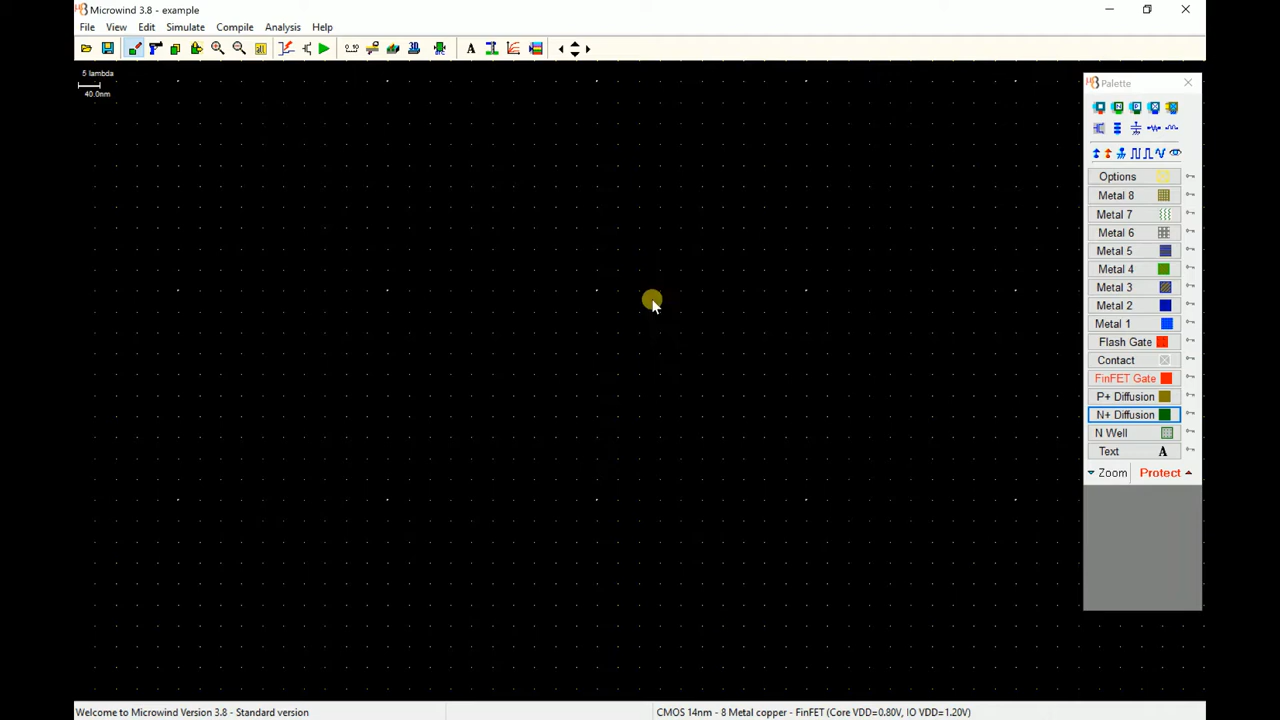 Microwind 3.8 - example
File View Edit Simulate Compile Analysis Help
5 lambda
40.0nm
Palette
Options
Metal 8
Metal 7
Metal 6
Metal 5
Metal 4
Metal 3
Metal 2
Metal 1
Flash Gate
Contact
FinFET Gate
P+ Diffusion
N+ Diffusion
N Well
Text A
Zoom Protect
Welcome to Microwind Version 3.8 - Standard version
CMOS 14nm - 8 Metal copper - FinFET (Core VDD=0.80V, IO VDD=1.20V)